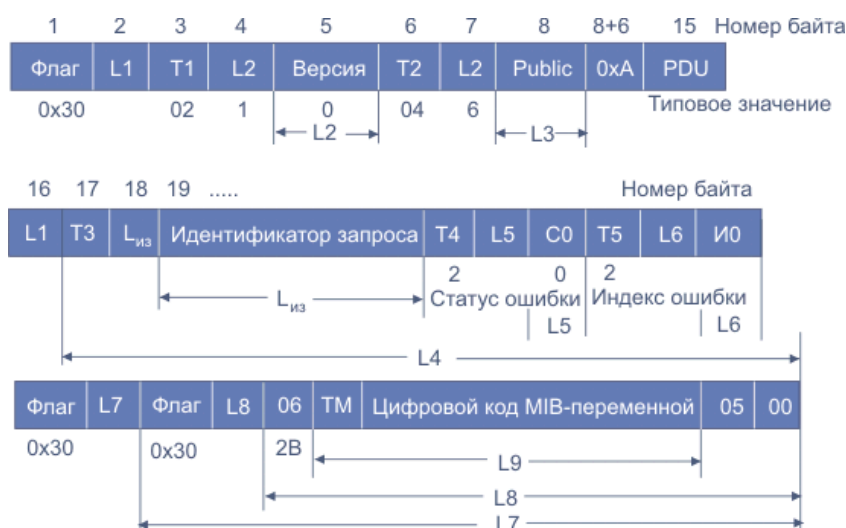 1 2 3 4 5 6 7 8 8+6 15 Номер байта
Флаг L1 T1 L2 Версия T2 L2 Public 0xA PDU
0x30 02 1 0 04 6 Типовое значение
L2 L3
16 17 18 19 ..... Номер байта
L1 T3 Lиз Идентификатор запроса T4 L5 C0 T5 L6 И0
2 0 2
Lиз Статус ошибки Индекс ошибки
L5 L6
L4
Флаг L7 Флаг L8 06 TM Цифровой код MIB-переменной 05 00
0x30 0x30 2B
L9
L8
L7